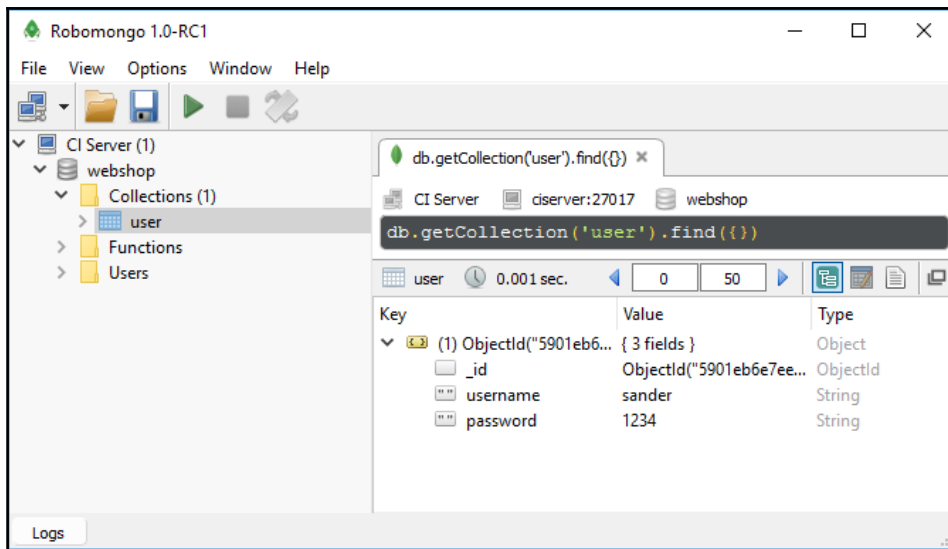 Robomongo 1.0-RC1
File View Options Window Help
CI Server (1)
webshop
Collections (1)
user
Functions
Users
db.getCollection('user').find({})
CI Server ciserver:27017 webshop
db.getCollection('user').find({})
user 0.001 sec. 0 50
Key Value Type
(1) ObjectId("5901eb6... { 3 fields } Object
_id ObjectId("5901eb6e7ee... ObjectId
username sander String
password 1234 String
Logs